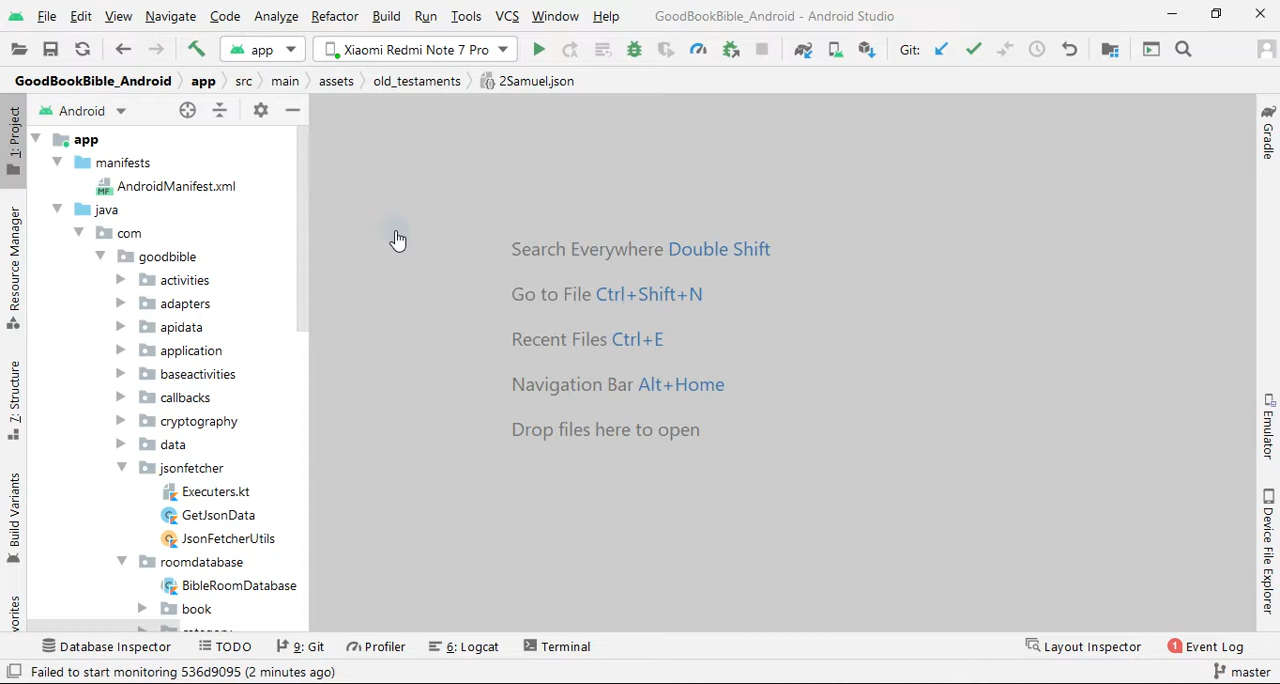 File Edit View Navigate Code Analyze Refactor Build Run Tools VCS Window Help GoodBookBible_Android - Android Studio
app Xiaomi Redmi Note 7 Pro Git:
GoodBookBible_Android app src main assets old_testaments 2Samuel.json
Android
app
manifests
MF AndroidManifest.xml
java
com
goodbible
activities
adapters
apidata
application
baseactivities
callbacks
cryptography
data
jsonfetcher
Executers.kt
GetJsonData
JsonFetcherUtils
roomdatabase
BibleRoomDatabase
book
1: Project
Resource Manager
7: Structure
Build Variants
Search Everywhere Double Shift
Go to File Ctrl+Shift+N
Recent Files Ctrl+E
Navigation Bar Alt+Home
Drop files here to open
Gradle
Emulator
Device File Explorer
Database Inspector TODO 9: Git Profiler 6: Logcat Terminal Layout Inspector 1 Event Log
Failed to start monitoring 536d9095 (2 minutes ago) master